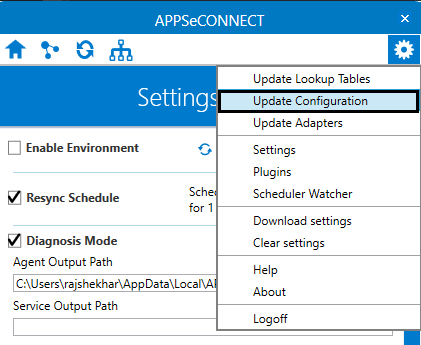 APPSeCONNECT
Update Lookup Tables
Update Configuration
Update Adapters
Settings
Plugins
Scheduler Watcher
Download settings
Clear settings
Help
About
Logoff
Settings
Enable Environment
Resync Schedule
for 1
Diagnosis Mode
Agent Output Path
C:\Users\rajshekhar\AppData\Local\
Service Output Path